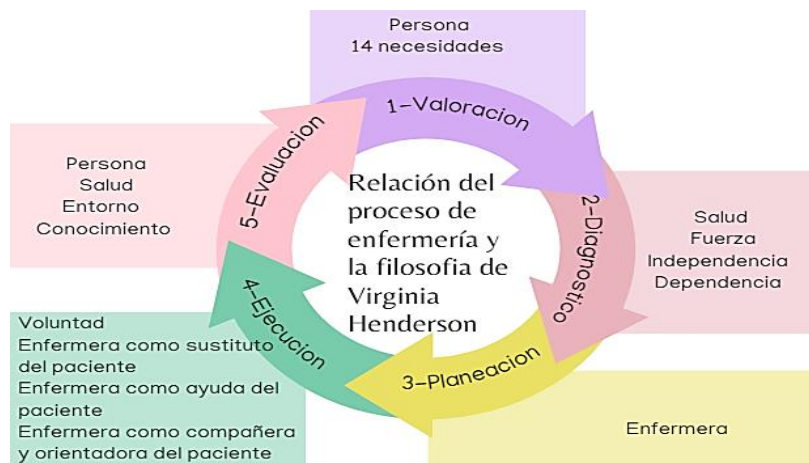 Persona
14 necesidades
1-Valoracion
2-Diagnostico
Salud
Fuerza
Independencia
Dependencia
3-Planeacion
Enfermera
4-Ejecucion
Voluntad
Enfermera como sustituto
del paciente
Enfermera como ayuda del
paciente
Enfermera como compañera
y orientadora del paciente
5-Evaluacion
Persona
Salud
Entorno
Conocimiento
Relación del
proceso de
enfermería y
la filosofia de
Virginia
Henderson